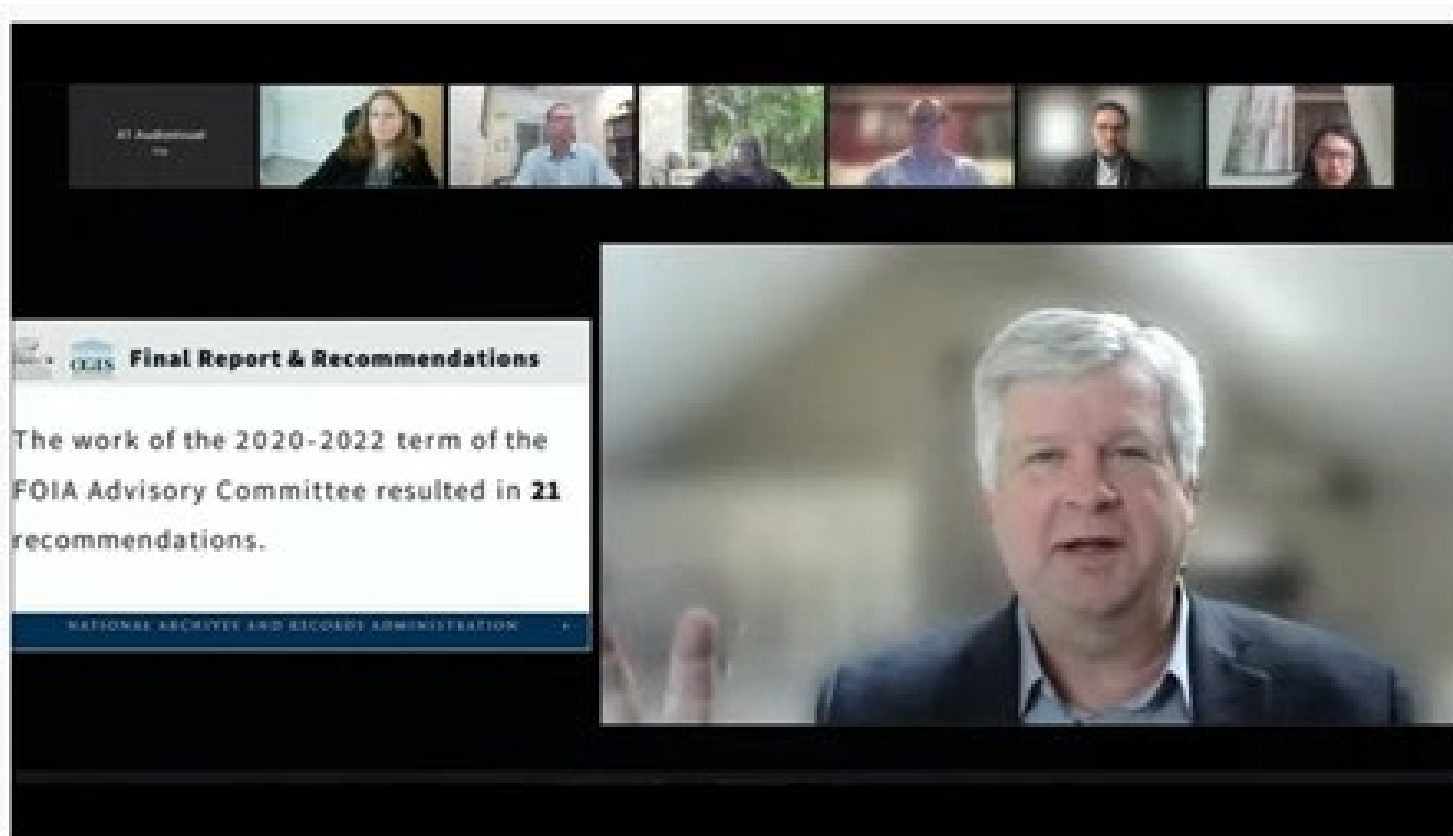 Audiovisual
OGIS
Final Report & Recommendations
The work of the 2020-2022 term of the
FOIA Advisory Committee resulted in 21
recommendations.
NATIONAL ARCHIVES AND RECORDS ADMINISTRATION